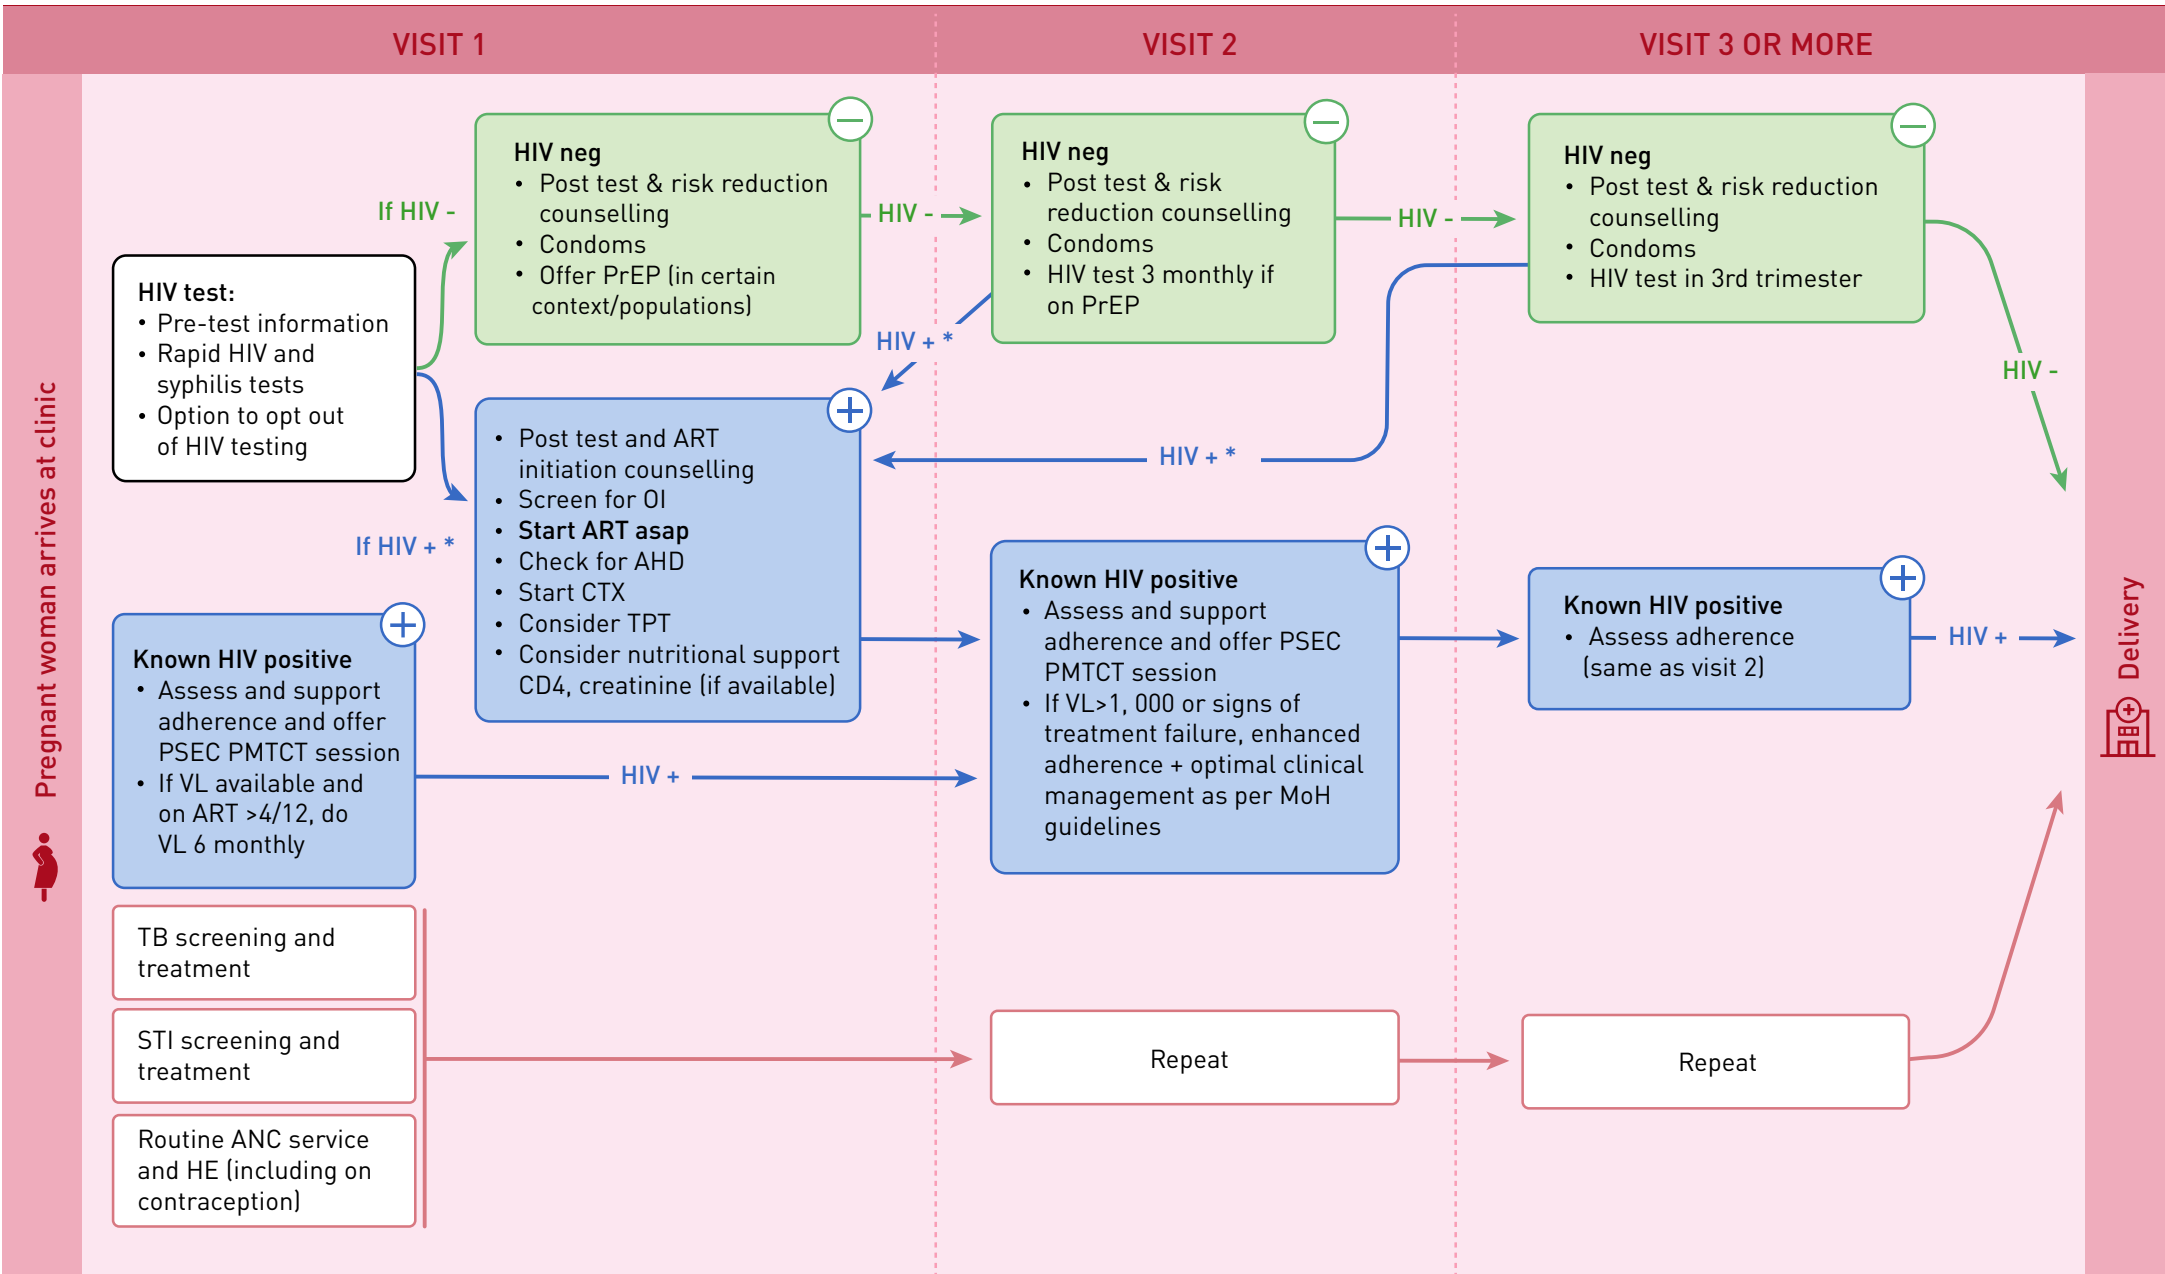 VISIT 1
VISIT 2
VISIT 3 OR MORE
Pregnant woman arrives at clinic
HIV test:
• Pre-test information
• Rapid HIV and
syphilis tests
• Option to opt out
of HIV testing
If HIV -
HIV neg
• Post test & risk reduction
counselling
• Condoms
• Offer PrEP (in certain
context/populations)
HIV -
HIV neg
• Post test & risk
reduction counselling
• Condoms
• HIV test 3 monthly if
on PrEP
HIV -
HIV neg
• Post test & risk reduction
counselling
• Condoms
• HIV test in 3rd trimester
HIV -
If HIV + *
• Post test and ART
initiation counselling
• Screen for OI
• Start ART asap
• Check for AHD
• Start CTX
• Consider TPT
• Consider nutritional support
CD4, creatinine (if available)
HIV + *
HIV + *
Known HIV positive
• Assess and support
adherence and offer
PSEC PMTCT session
• If VL available and
on ART >4/12, do
VL 6 monthly
HIV +
Known HIV positive
• Assess and support
adherence and offer PSEC
PMTCT session
• If VL>1, 000 or signs of
treatment failure, enhanced
adherence + optimal clinical
management as per MoH
guidelines
Known HIV positive
• Assess adherence
(same as visit 2)
HIV +
TB screening and
treatment
STI screening and
treatment
Routine ANC service
and HE (including on
contraception)
Repeat
Repeat
Delivery